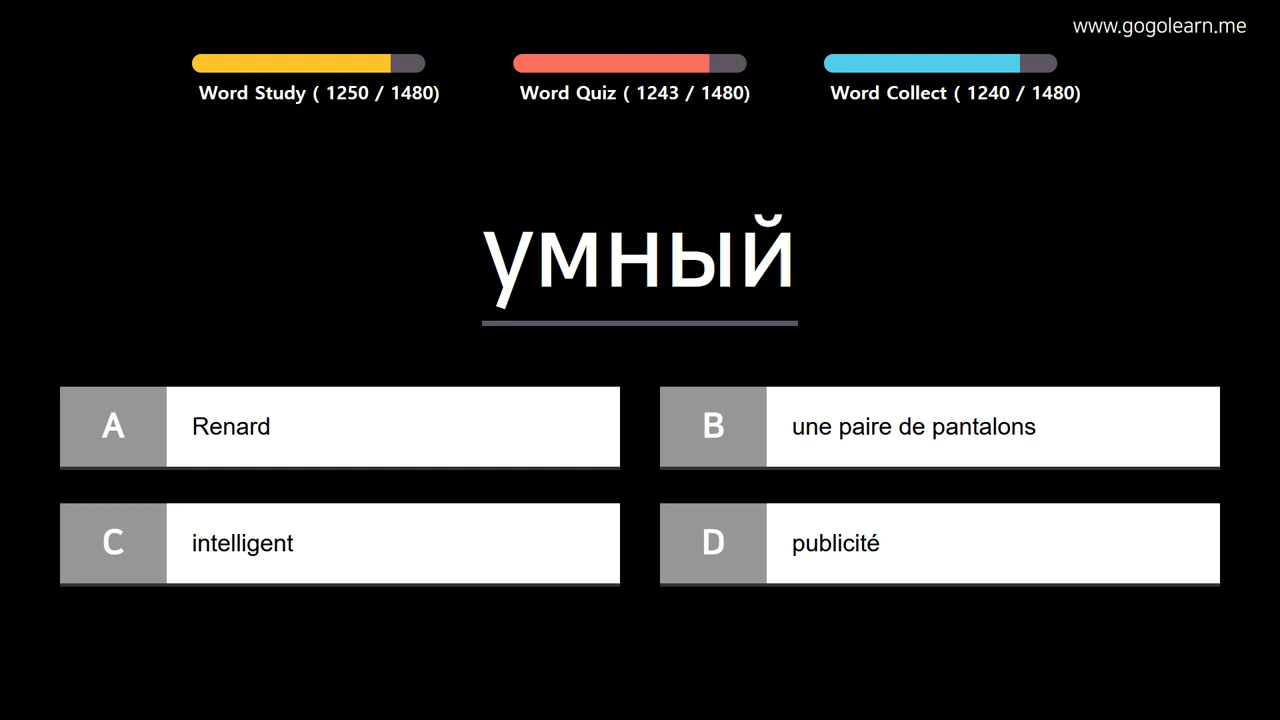 www.gogolearn.me
Word Study ( 1250 / 1480)
Word Quiz ( 1243 / 1480)
Word Collect ( 1240 / 1480)
умный
A
Renard
B
une paire de pantalons
C
intelligent
D
publicité